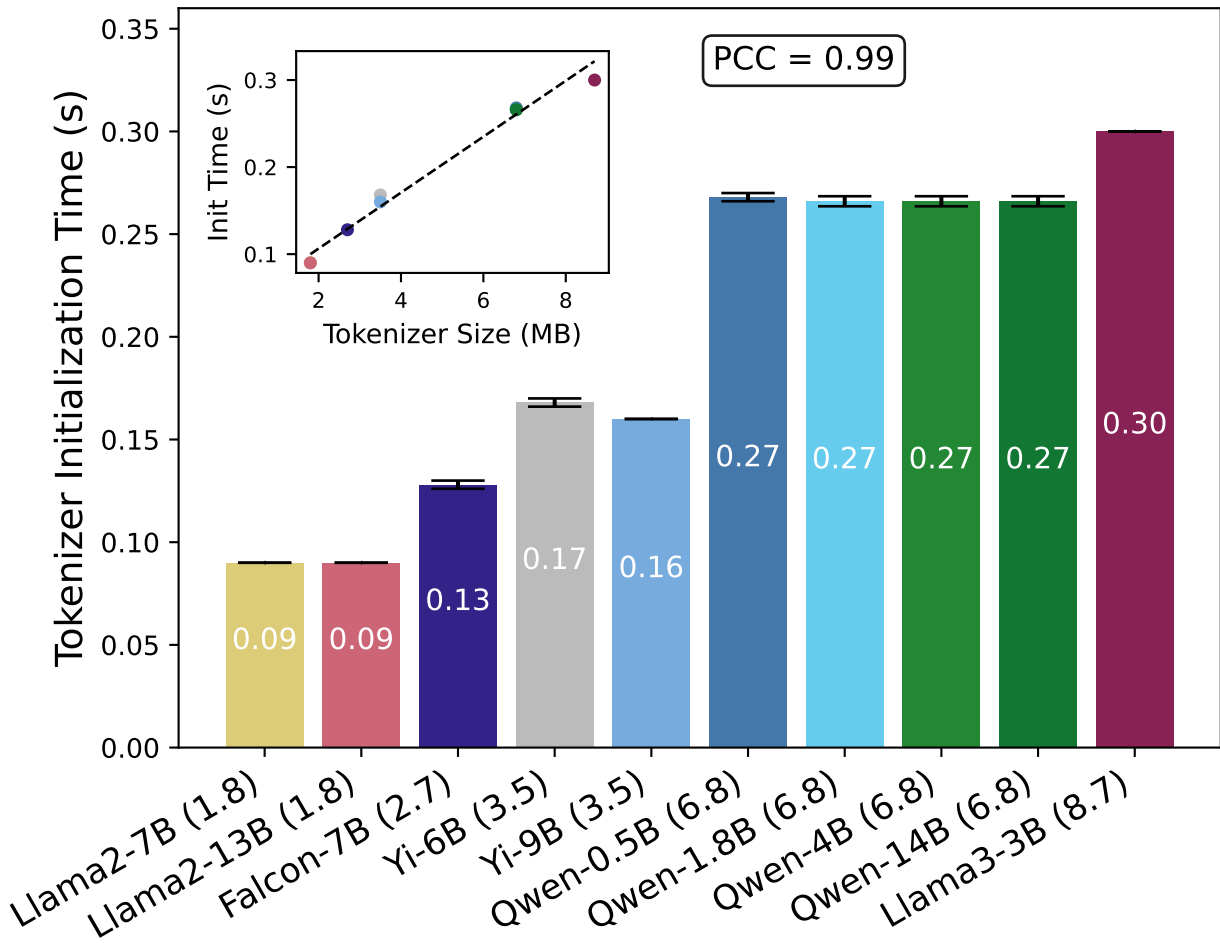 PCC = 0.99
Tokenizer Initialization Time (s)
0.35
0.30
0.25
0.20
0.15
0.10
0.05
0.00
Init Time (s)
0.3
0.2
0.1
2 4 6 8
Tokenizer Size (MB)
0.09 0.09 0.13 0.17 0.16 0.27 0.27 0.27 0.27 0.30
Llama2-7B (1.8)
Llama2-13B (1.8)
Falcon-7B (2.7)
Yi-6B (3.5)
Yi-9B (3.5)
Qwen-0.5B (6.8)
Qwen-1.8B (6.8)
Qwen-4B (6.8)
Qwen-14B (6.8)
Llama3-3B (8.7)